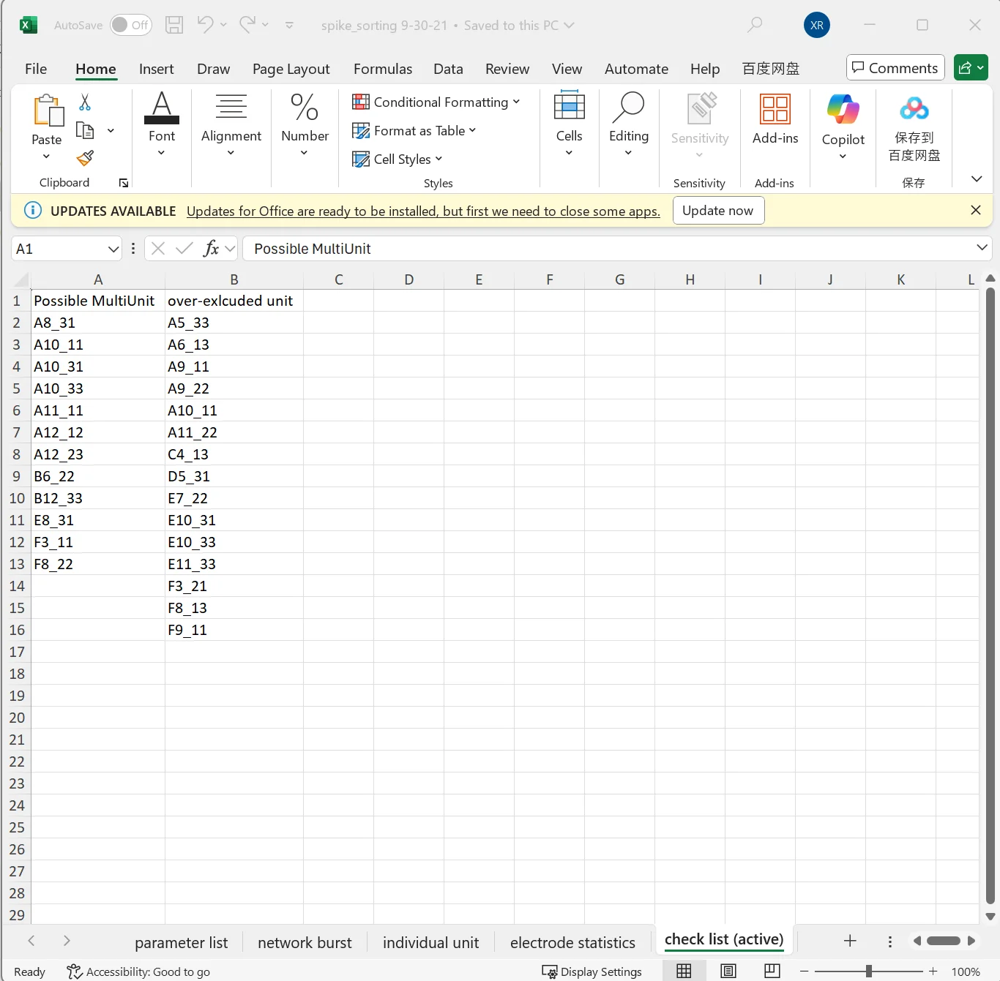 AutoSave Off spike_sorting 9-30-21 • Saved to this PC XR
File Home Insert Draw Page Layout Formulas Data Review View Automate Help 百度网盘 Comments
Paste
Clipboard
Font
Alignment
%
Number
Conditional Formatting
Format as Table
Cell Styles
Styles
Cells
Editing
Sensitivity
Sensitivity
Add-ins
Add-ins
Copilot
保存到
百度网盘
保存
UPDATES AVAILABLE Updates for Office are ready to be installed, but first we need to close some apps. Update now
A1 fx Possible MultiUnit
A B C D E F G H I J K L
1 Possible MultiUnit over-exlcuded unit
2 A8_31 A5_33
3 A10_11 A6_13
4 A10_31 A9_11
5 A10_33 A9_22
6 A11_11 A10_11
7 A12_12 A11_22
8 A12_23 C4_13
9 B6_22 D5_31
10 B12_33 E7_22
11 E8_31 E10_31
12 F3_11 E10_33
13 F8_22 E11_33
14 F3_21
15 F8_13
16 F9_11
17
18
19
20
21
22
23
24
25
26
27
28
29
parameter list network burst individual unit electrode statistics check list (active)
Ready Accessibility: Good to go Display Settings 100%